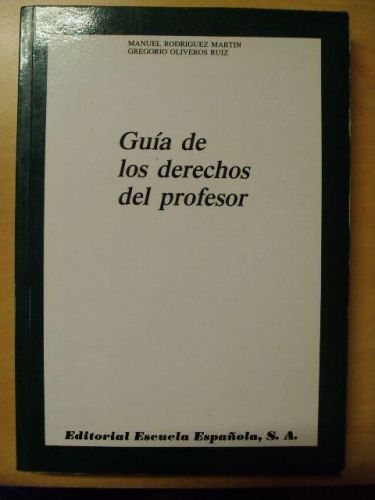 MANUEL RODRIGUEZ MARTIN
GREGORIO OLIVEROS RUIZ
Guía de
los derechos
del profesor
Editorial Escuela Española, S. A.